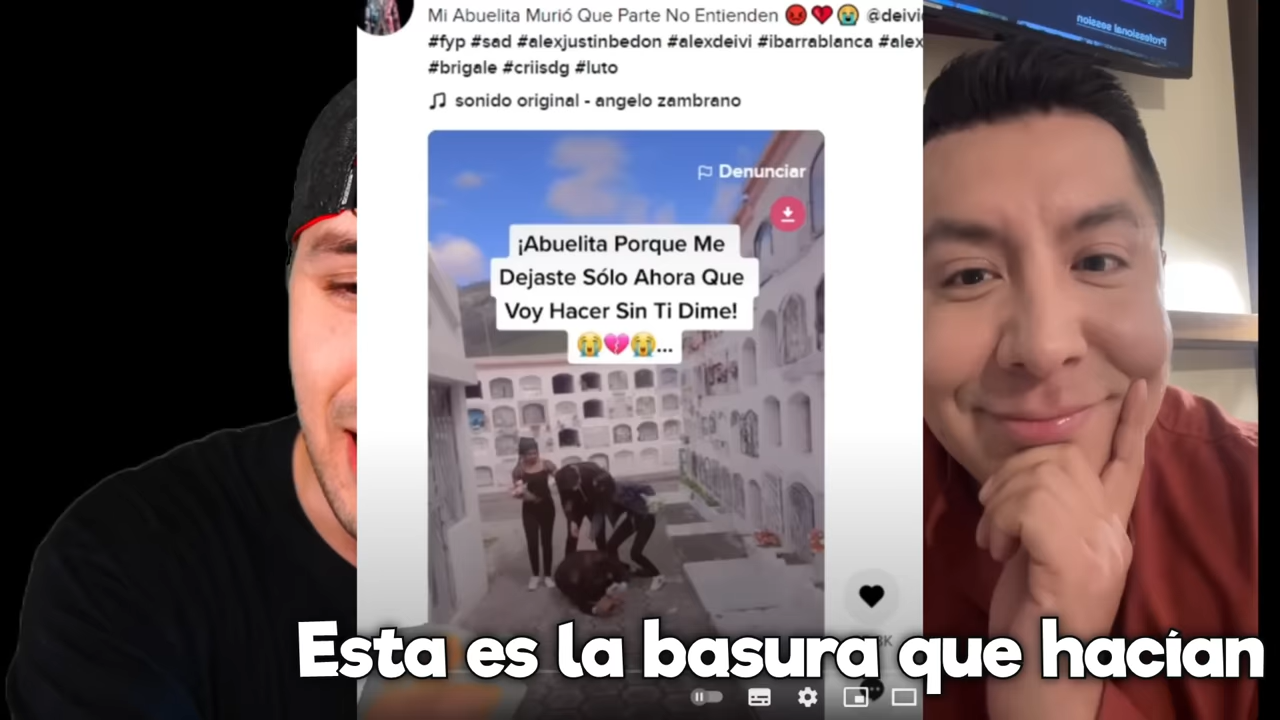 Mi Abuelita Murió Que Parte No Entienden 😡💔😭 @deivi
#fyp #sad #alexjustinbedon #alexdeivi #ibarrablanca #alex
#brigale #criisdg #luto
sonido original - angelo zambrano
Professional session
Denunciar
¡Abuelita Porque Me
Dejaste Sólo Ahora Que
Voy Hacer Sin Ti Dime!
😭💔😭...
Esta es la basura que hacían